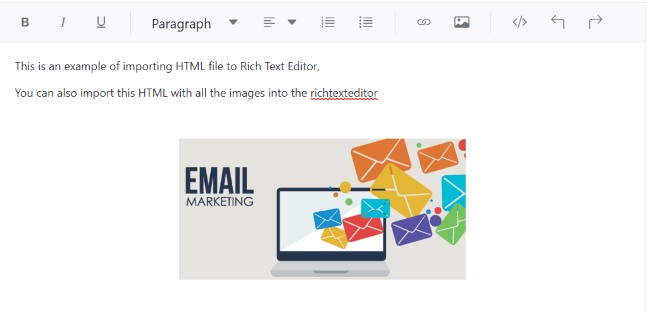 B I U Paragraph
This is an example of importing HTML file to Rich Text Editor,
You can also import this HTML with all the images into the richtexteditor
EMAIL
MARKETING